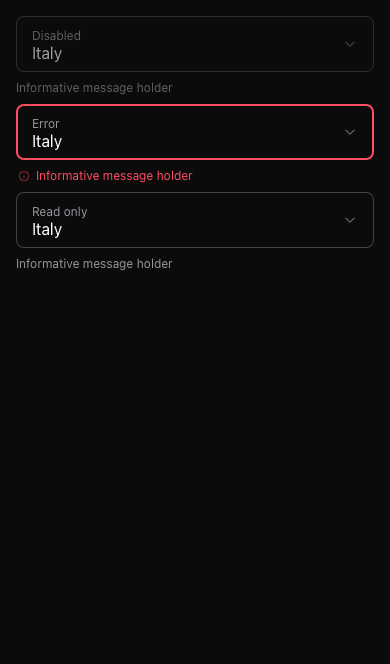 Disabled
Italy
Informative message holder
Error
Italy
Informative message holder
Read only
Italy
Informative message holder